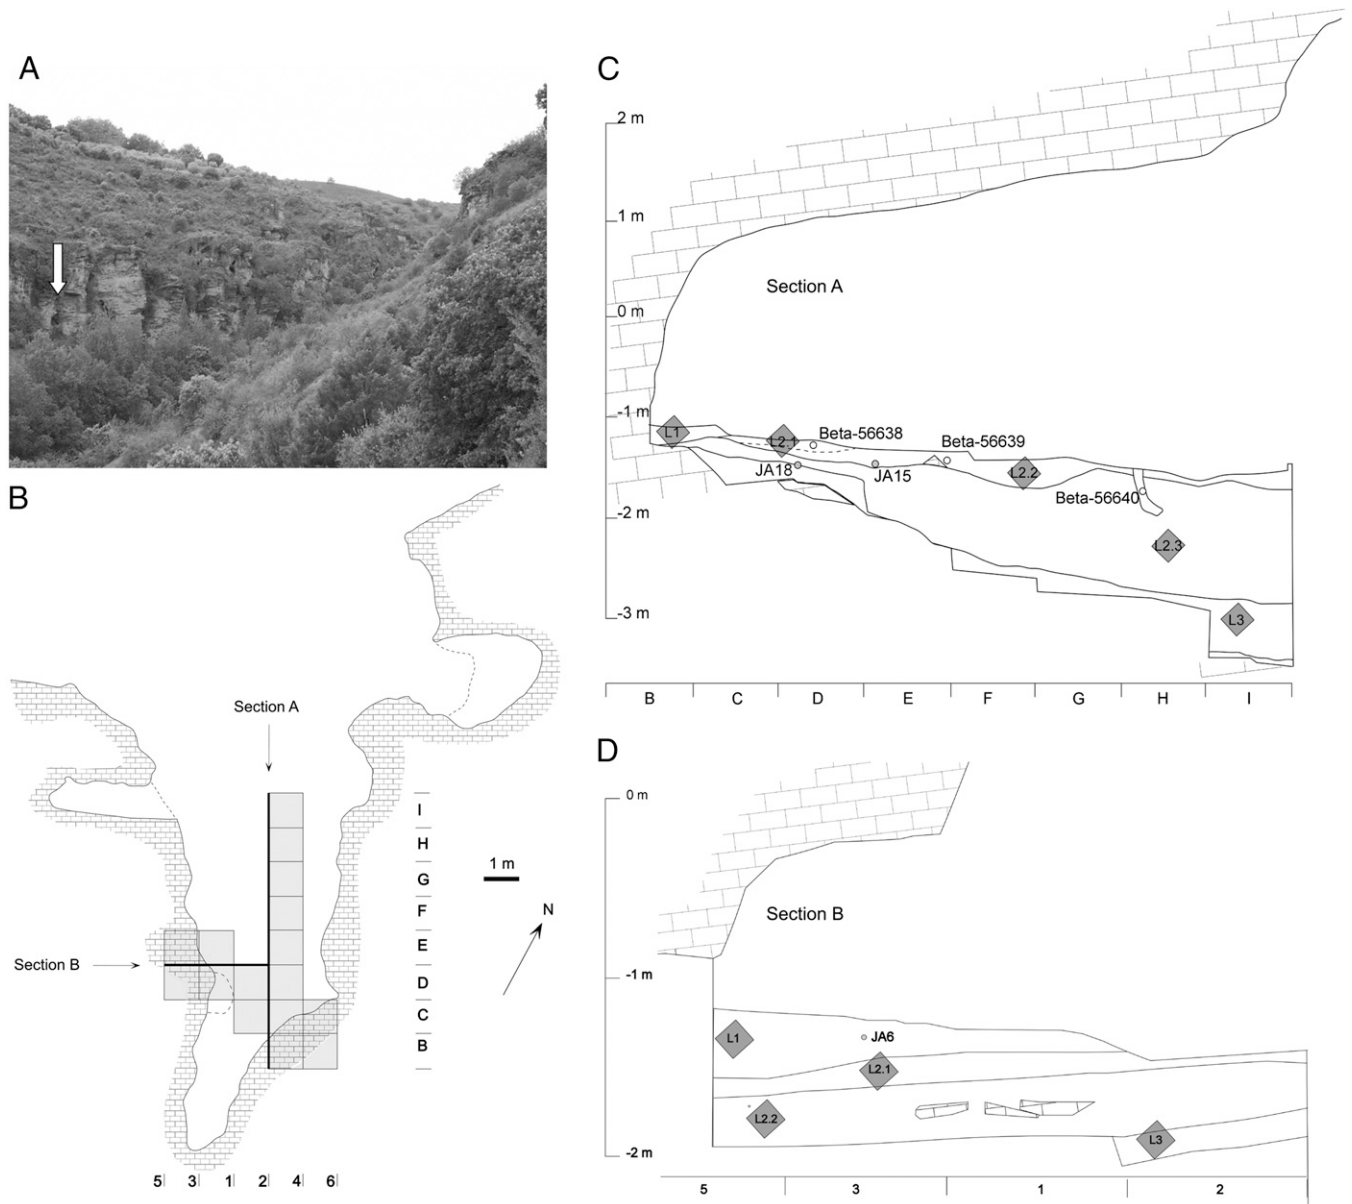 A
B
Section A
Section B
I
H
G
F
E
D
C
B
1 m
N
5
3
1
2
4
6
C
2 m
1 m
0 m
-1 m
-2 m
-3 m
Section A
L1
L2.1
Beta-56638
Beta-56639
JA18
JA15
L2.2
Beta-56640
L2.3
L3
B C D E F G H I
D
0 m
-1 m
-2 m
Section B
L1
JA6
L2.1
L2.2
L3
5 3 1 2